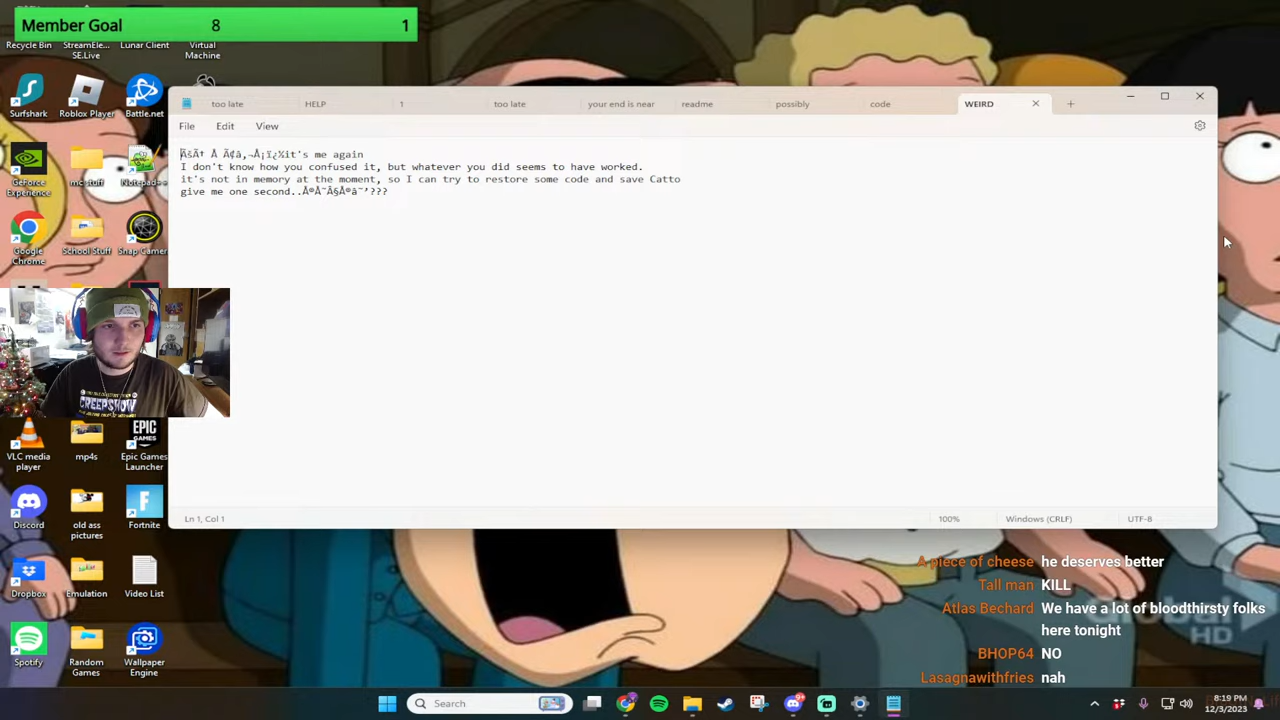 Member Goal 8 1
Recycle Bin
StreamEle...
SE.Live
Lunar Client
Virtual
Machine
too late
HELP
1
too late
your end is near
readme
possibly
code
WEIRD
File
Edit
View
it's me again
I don't know how you confused it, but whatever you did seems to have worked.
it's not in memory at the moment, so I can try to restore some code and save Catto
give me one second..
Ln 1, Col 1
100%
Windows (CRLF)
UTF-8
Surfshark
Roblox Player
Battle.net
GeForce
Experience
mc stuff
Notepad++
Google
Chrome
School Stuff
Snap Camera
CREEPSHOW
VLC media
player
mp4s
EPIC
GAMES
Epic Games
Launcher
Discord
old ass
pictures
Fortnite
Dropbox
Emulation
Video List
Spotify
Random
Games
Wallpaper
Engine
A piece of cheese he deserves better
Tall man KILL
Atlas Bechard We have a lot of bloodthirsty folks
here tonight
BHOP64 NO
Lasagnawithfries nah
HD
Search
8:19 PM
12/3/2023